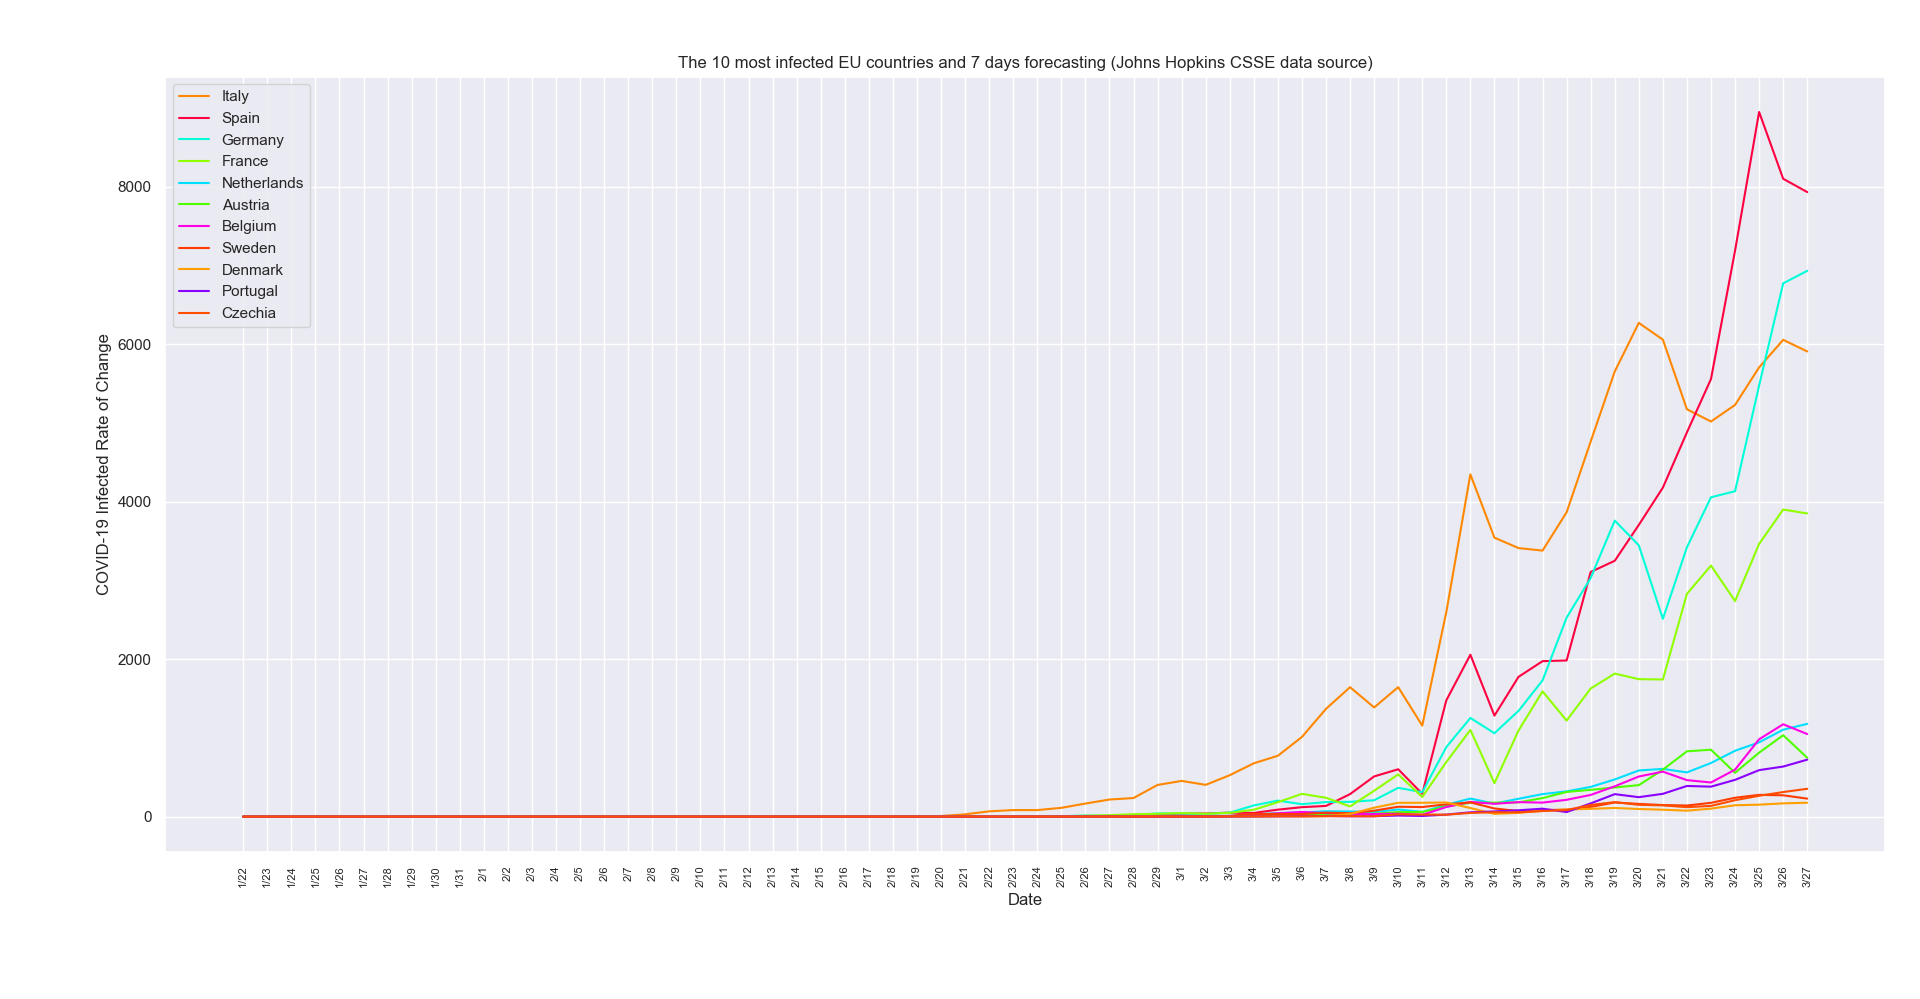 The 10 most infected EU countries and 7 days forecasting (Johns Hopkins CSSE data source)
Italy
Spain
Germany
France
Netherlands
Austria
Belgium
Sweden
Denmark
Portugal
Czechia
COVID-19 Infected Rate of Change
8000
6000
4000
2000
0
1/22 1/23 1/24 1/25 1/26 1/27 1/28 1/29 1/30 1/31 2/1 2/2 2/3 2/4 2/5 2/6 2/7 2/8 2/9 2/10 2/11 2/12 2/13 2/14 2/15 2/16 2/17 2/18 2/19 2/20 2/21 2/22 2/23 2/24 2/25 2/26 2/27 2/28 2/29 3/1 3/2 3/3 3/4 3/5 3/6 3/7 3/8 3/9 3/10 3/11 3/12 3/13 3/14 3/15 3/16 3/17 3/18 3/19 3/20 3/21 3/22 3/23 3/24 3/25 3/26 3/27
Date